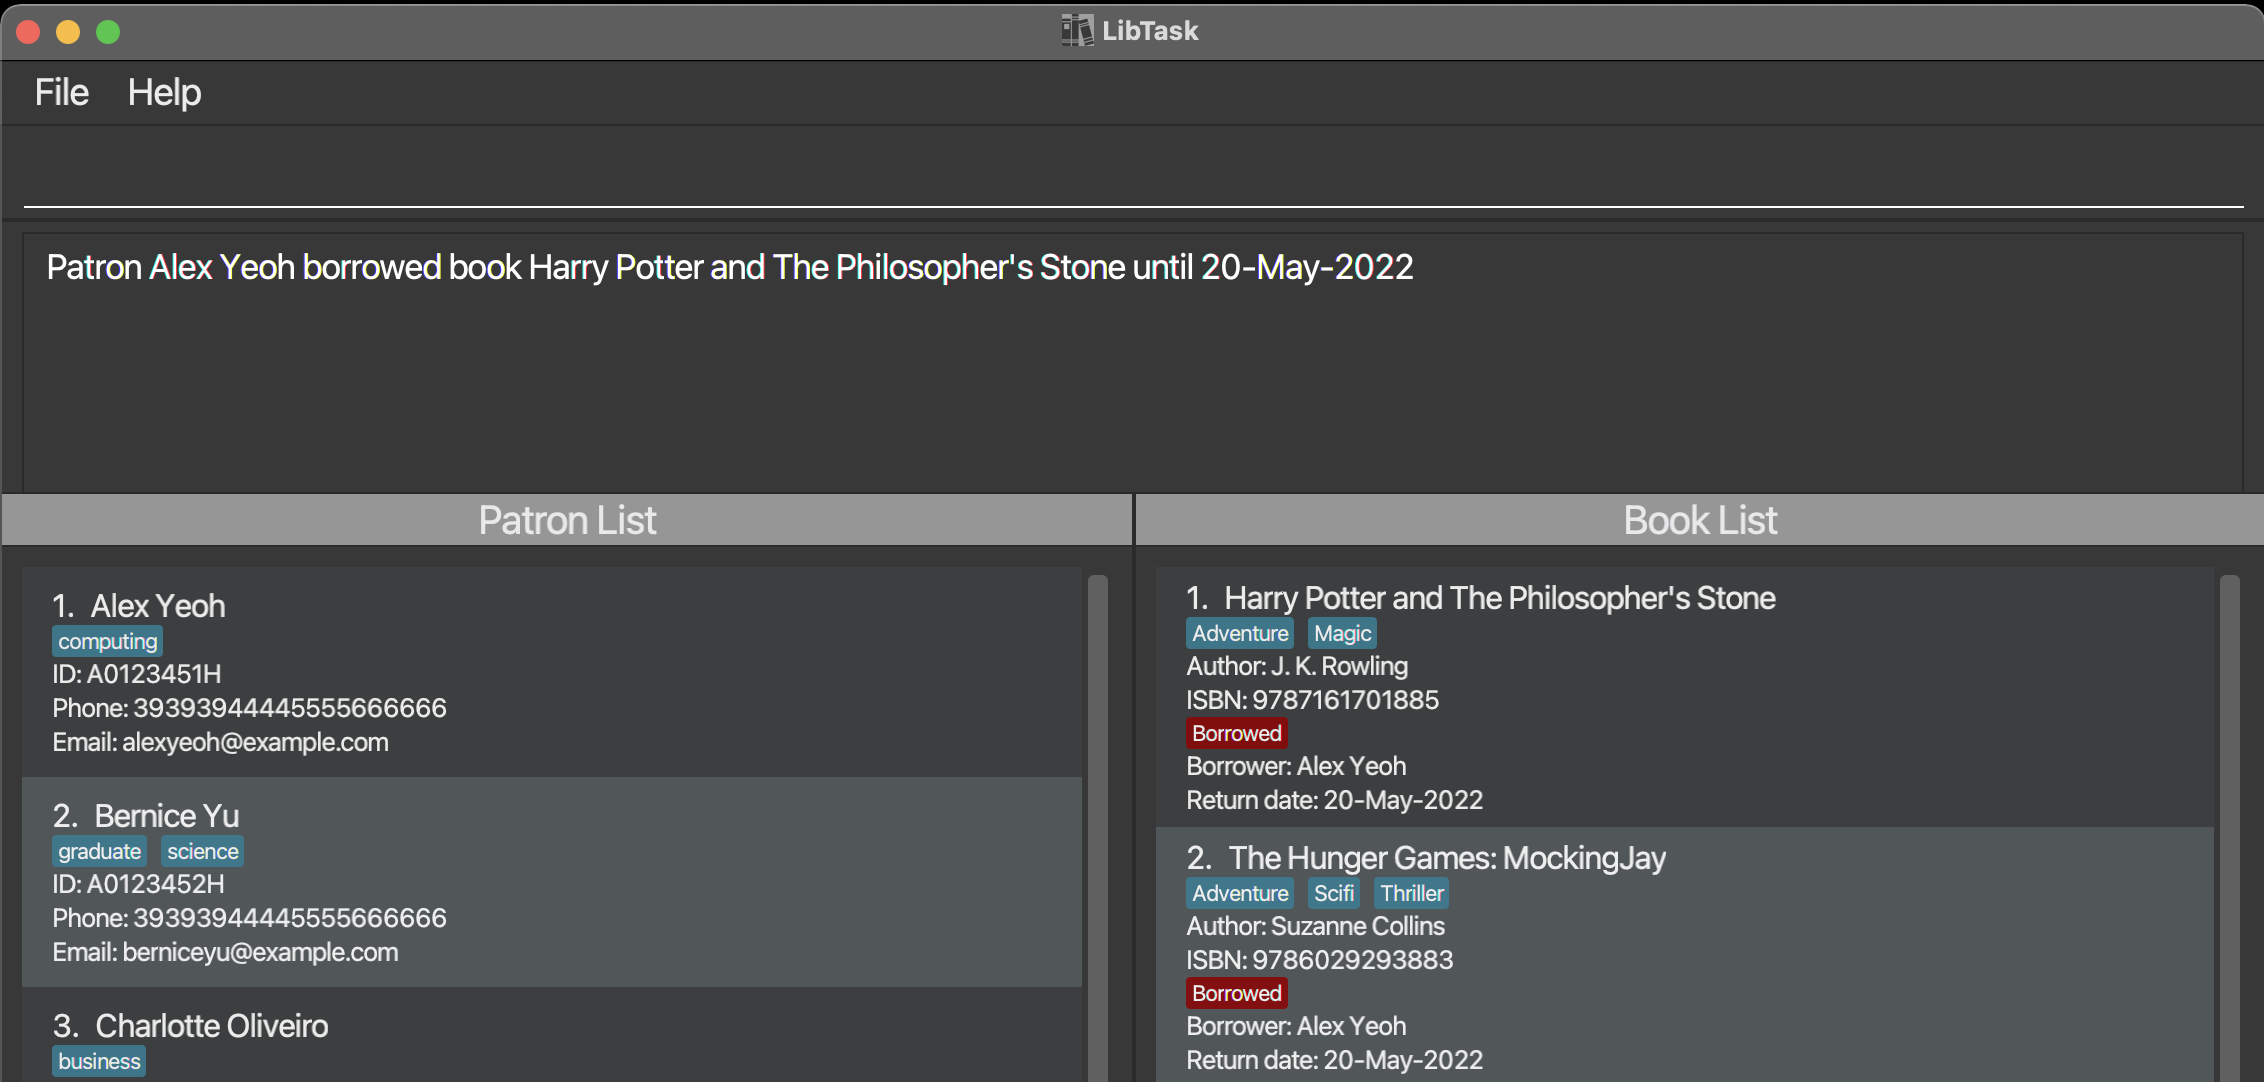 LibTask
File Help
Patron Alex Yeoh borrowed book Harry Potter and The Philosopher's Stone until 20-May-2022
Patron List
1. Alex Yeoh
computing
ID: A0123451H
Phone: 39393944445555666666
Email: alexyeoh@example.com
2. Bernice Yu
graduate science
ID: A0123452H
Phone: 39393944445555666666
Email: berniceyu@example.com
3. Charlotte Oliveiro
business
Book List
1. Harry Potter and The Philosopher's Stone
Adventure Magic
Author: J. K. Rowling
ISBN: 9787161701885
Borrowed
Borrower: Alex Yeoh
Return date: 20-May-2022
2. The Hunger Games: MockingJay
Adventure Scifi Thriller
Author: Suzanne Collins
ISBN: 9786029293883
Borrowed
Borrower: Alex Yeoh
Return date: 20-May-2022